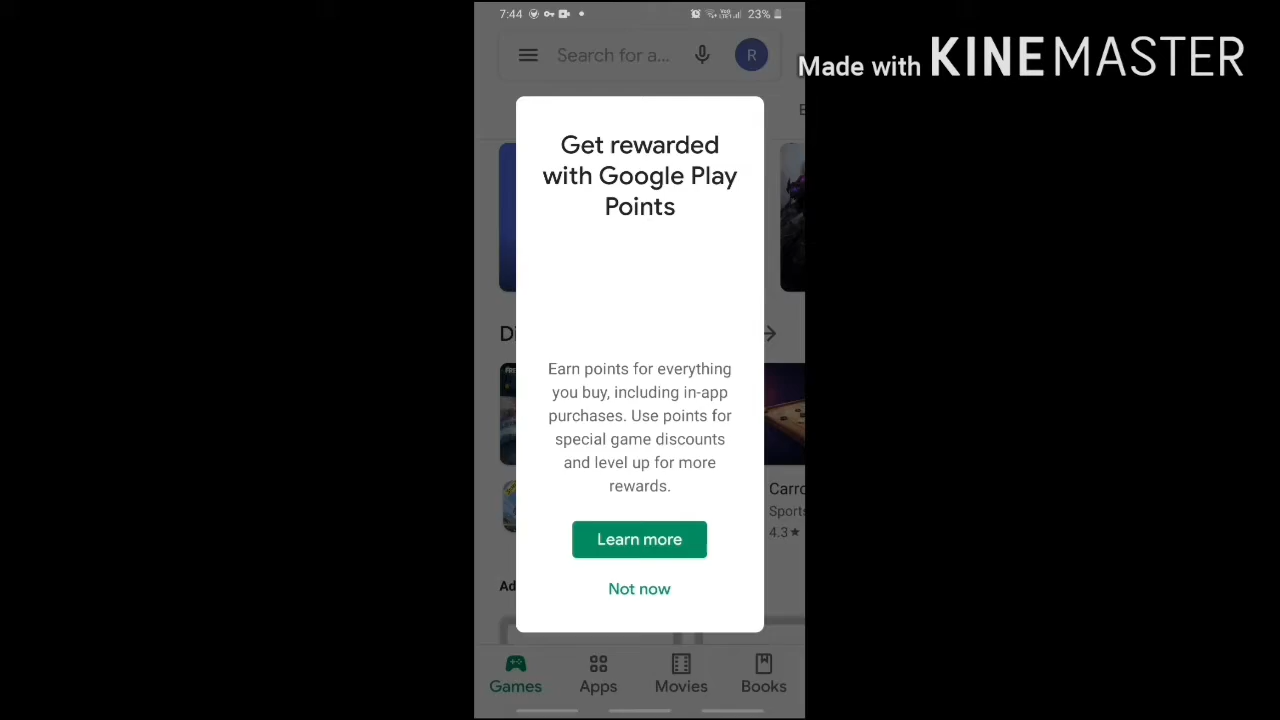 7:44
23%
Search for a...
R
Made with KINEMASTER
E
Get rewarded
with Google Play
Points
Di
Earn points for everything
you buy, including in-app
purchases. Use points for
special game discounts
and level up for more
rewards.
Carro
Sports
4.3★
Learn more
Ad
Not now
Games
Apps
Movies
Books